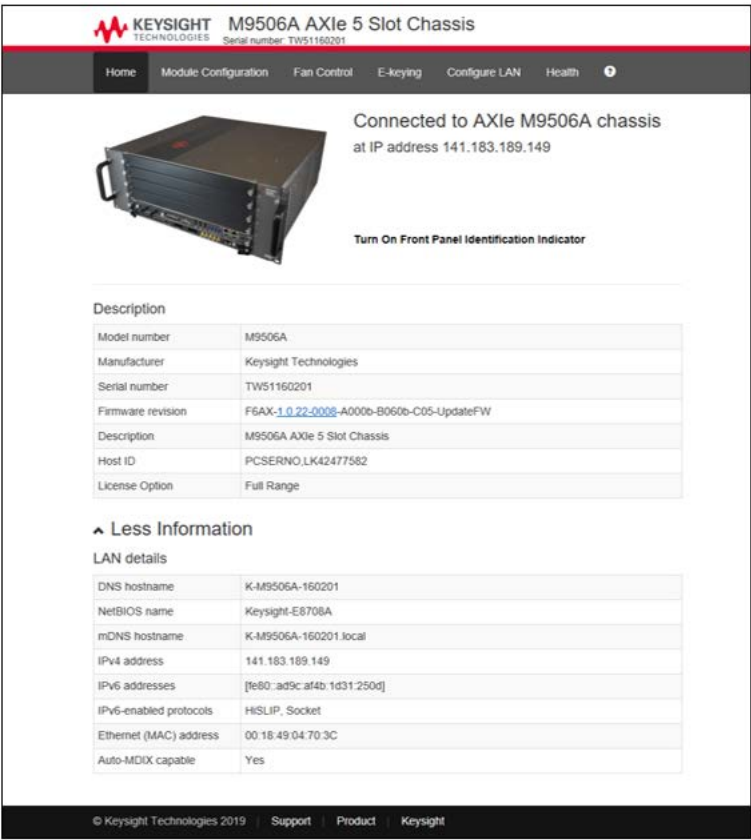 KEYSIGHT
TECHNOLOGIES
M9506A AXIe 5 Slot Chassis
Serial number: TW51160201
Home Module Configuration Fan Control E-keying Configure LAN Health ?
Connected to AXIe M9506A chassis
at IP address 141.183.189.149
Turn On Front Panel Identification Indicator
Description
Model number M9506A
Manufacturer Keysight Technologies
Serial number TW51160201
Firmware revision F6AX-1.0.22-0008-A000b-B060b-C05-UpdateFW
Description M9506A AXIe 5 Slot Chassis
Host ID PCSERNO,LK42477582
License Option Full Range
Less Information
LAN details
DNS hostname K-M9506A-160201
NetBIOS name Keysight-E8708A
mDNS hostname K-M9506A-160201.local
IPv4 address 141.183.189.149
IPv6 addresses [fe80::ad9c:af4b:1d31:250d]
IPv6-enabled protocols HiSLIP, Socket
Ethernet (MAC) address 00:18:49:04:70:3C
Auto-MDIX capable Yes
© Keysight Technologies 2019 | Support | Product | Keysight